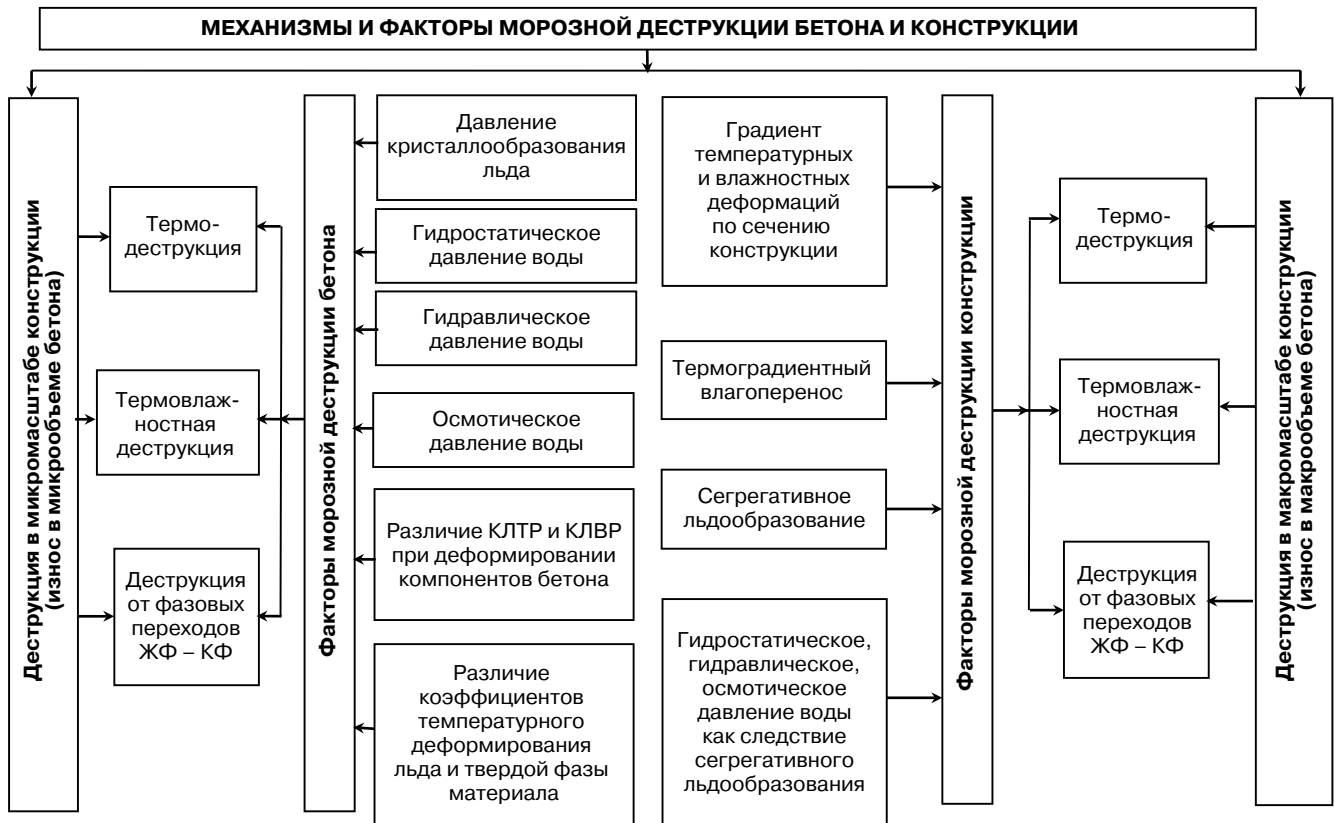 МЕХАНИЗМЫ И ФАКТОРЫ МОРОЗНОЙ ДЕСТРУКЦИИ БЕТОНА И КОНСТРУКЦИИ
Деструкция в микромасштабе конструкции
(износ в микрообъеме бетона)
Термо-
деструкция
Термовлаж-
ностная
деструкция
Деструкция
от фазовых
переходов
ЖФ – КФ
Факторы морозной деструкции бетона
Давление
кристаллообразования
льда
Гидростатическое
давление воды
Гидравлическое
давление воды
Осмотическое
давление воды
Различие КЛТР и КЛВР
при деформировании
компонентов бетона
Различие
коэффициентов
температурного
деформирования
льда и твердой фазы
материала
Градиент
температурных
и влажностных
деформаций
по сечению
конструкции
Термоградиентный
влагоперенос
Сегрегативное
льдообразование
Гидростатическое,
гидравлическое,
осмотическое
давление воды
как следствие
сегрегативного
льдообразования
Факторы морозной деструкции конструкции
Термо-
деструкция
Термовлаж-
ностная
деструкция
Деструкция
от фазовых
переходов
ЖФ – КФ
Деструкция в макромасштабе конструкции
(износ в макрообъеме бетона)